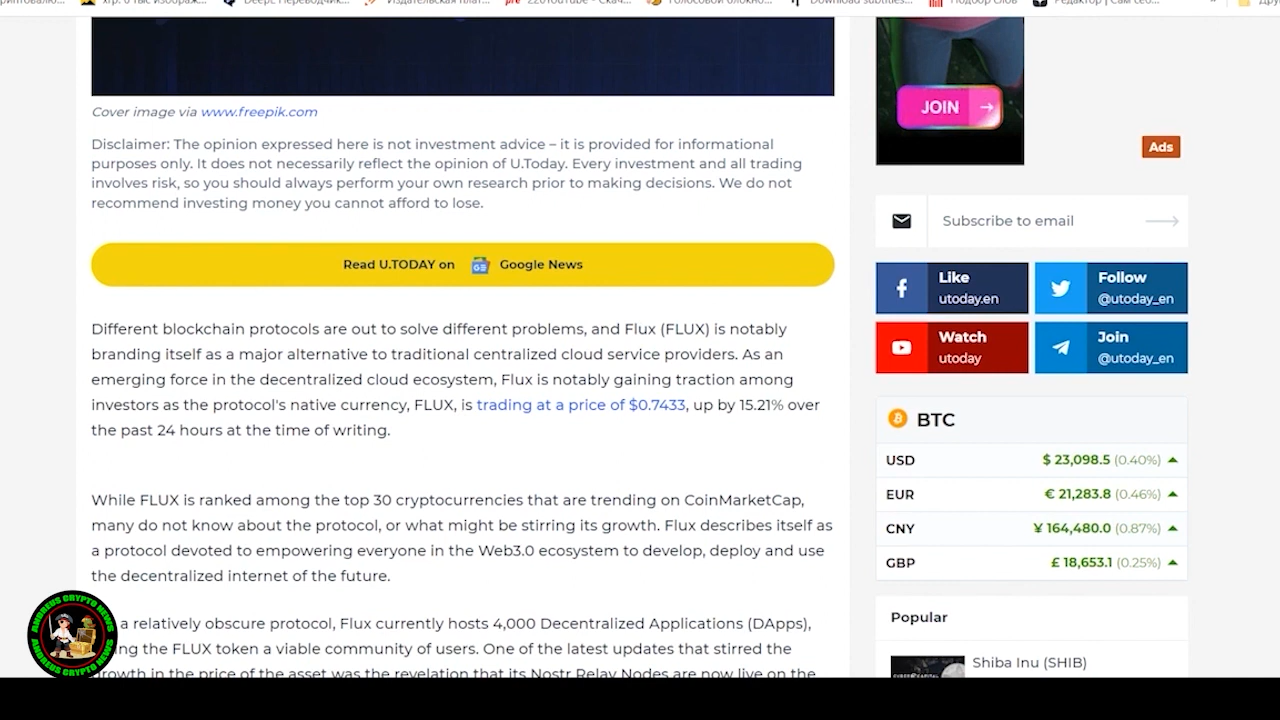 Cover image via www.freepik.com
Disclaimer: The opinion expressed here is not investment advice – it is provided for informational
purposes only. It does not necessarily reflect the opinion of U.Today. Every investment and all trading
involves risk, so you should always perform your own research prior to making decisions. We do not
recommend investing money you cannot afford to lose.
Read U.TODAY on Google News
Different blockchain protocols are out to solve different problems, and Flux (FLUX) is notably
branding itself as a major alternative to traditional centralized cloud service providers. As an
emerging force in the decentralized cloud ecosystem, Flux is notably gaining traction among
investors as the protocol's native currency, FLUX, is trading at a price of $0.7433, up by 15.21% over
the past 24 hours at the time of writing.
While FLUX is ranked among the top 30 cryptocurrencies that are trending on CoinMarketCap,
many do not know about the protocol, or what might be stirring its growth. Flux describes itself as
a protocol devoted to empowering everyone in the Web3.0 ecosystem to develop, deploy and use
the decentralized internet of the future.
a relatively obscure protocol, Flux currently hosts 4,000 Decentralized Applications (DApps),
the FLUX token a viable community of users. One of the latest updates that stirred the
growth in the price of the asset was the revelation that its Nostr Relay Nodes are now live on the
ANDREUS CRYPTO NEWS
ANDREUS CRYPTO NEWS
JOIN
Ads
Subscribe to email
Like
utoday.en
Follow
@utoday_en
Watch
utoday
Join
@utoday_en
BTC
USD $ 23,098.5 (0.40%)
EUR € 21,283.8 (0.46%)
CNY ¥ 164,480.0 (0.87%)
GBP £ 18,653.1 (0.25%)
Popular
Shiba Inu (SHIB)